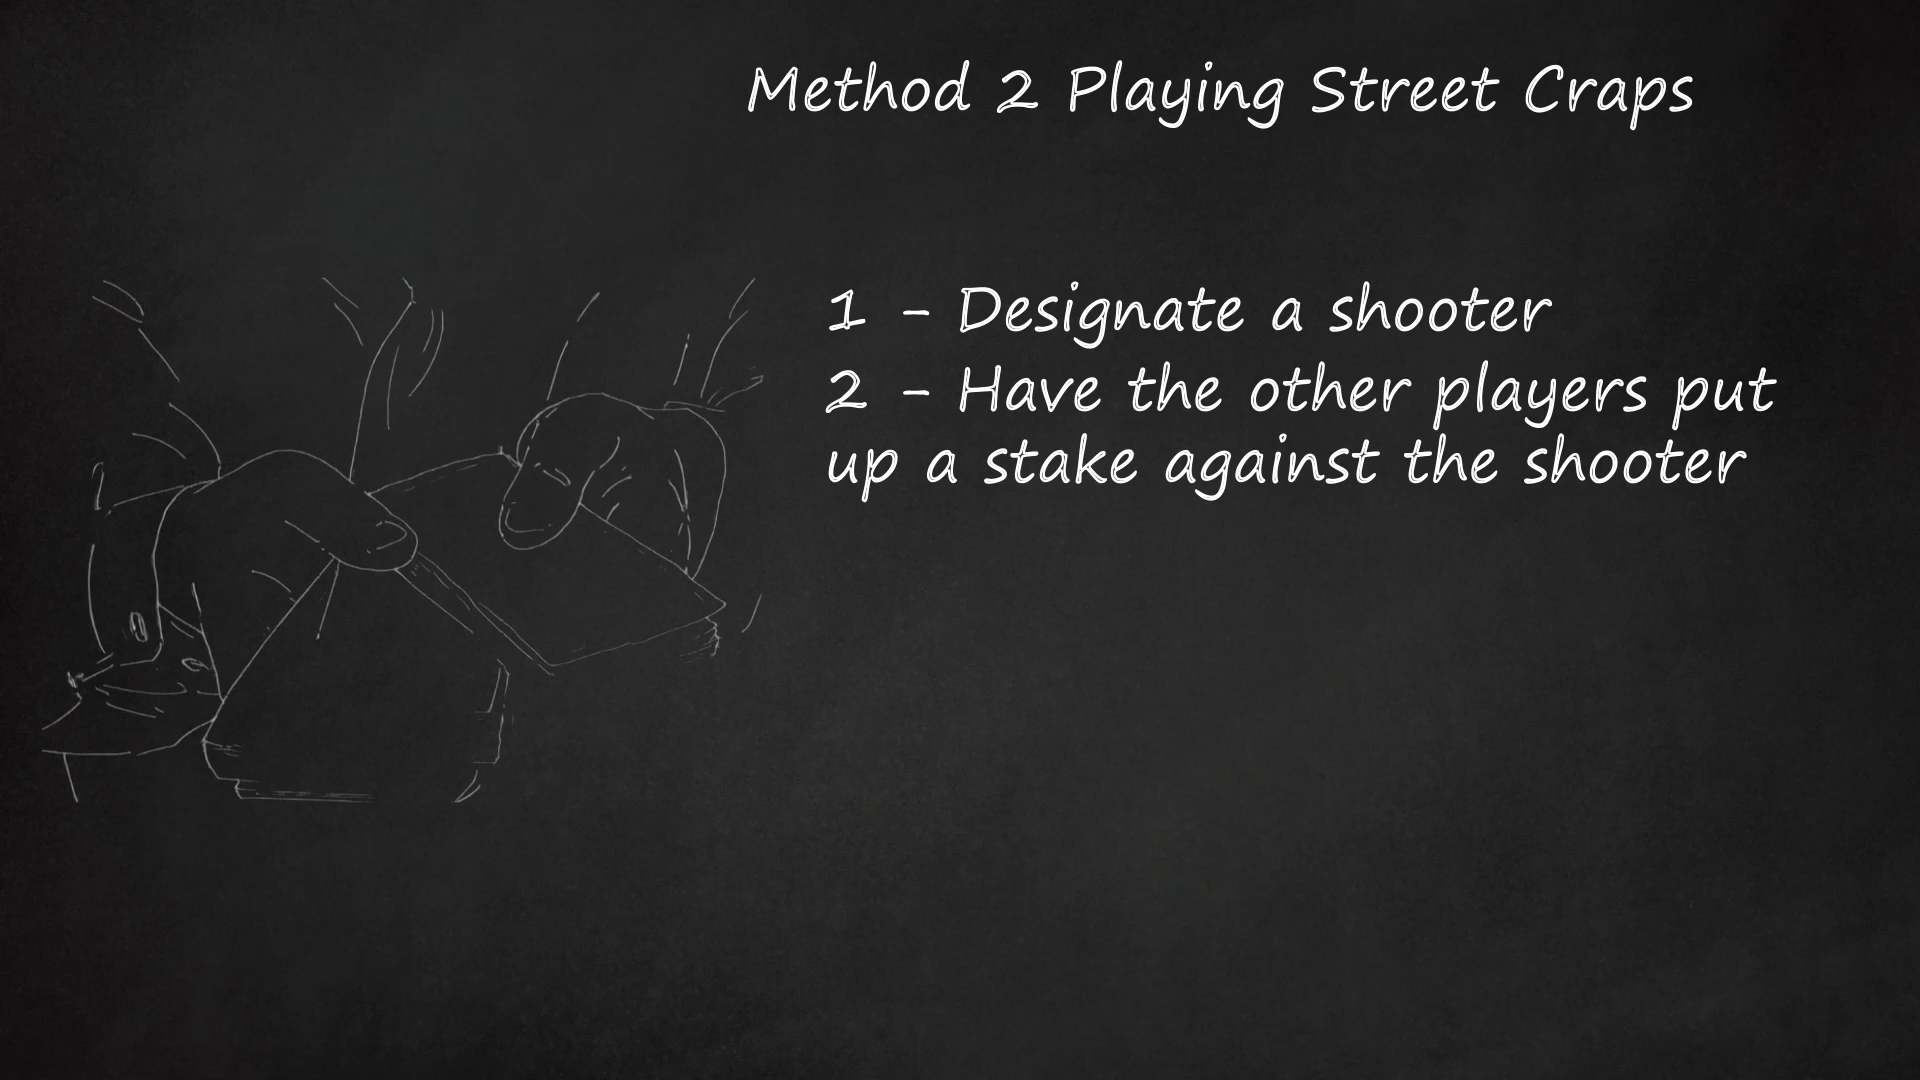 Method 2 Playing Street Craps
1 - Designate a shooter
2 - Have the other players put
up a stake against the shooter